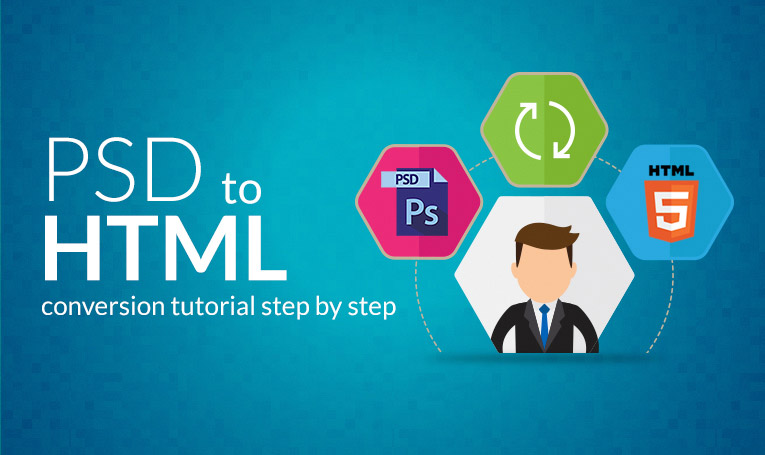 PSD to
HTML
conversion tutorial step by step
PSD
Ps
HTML
5